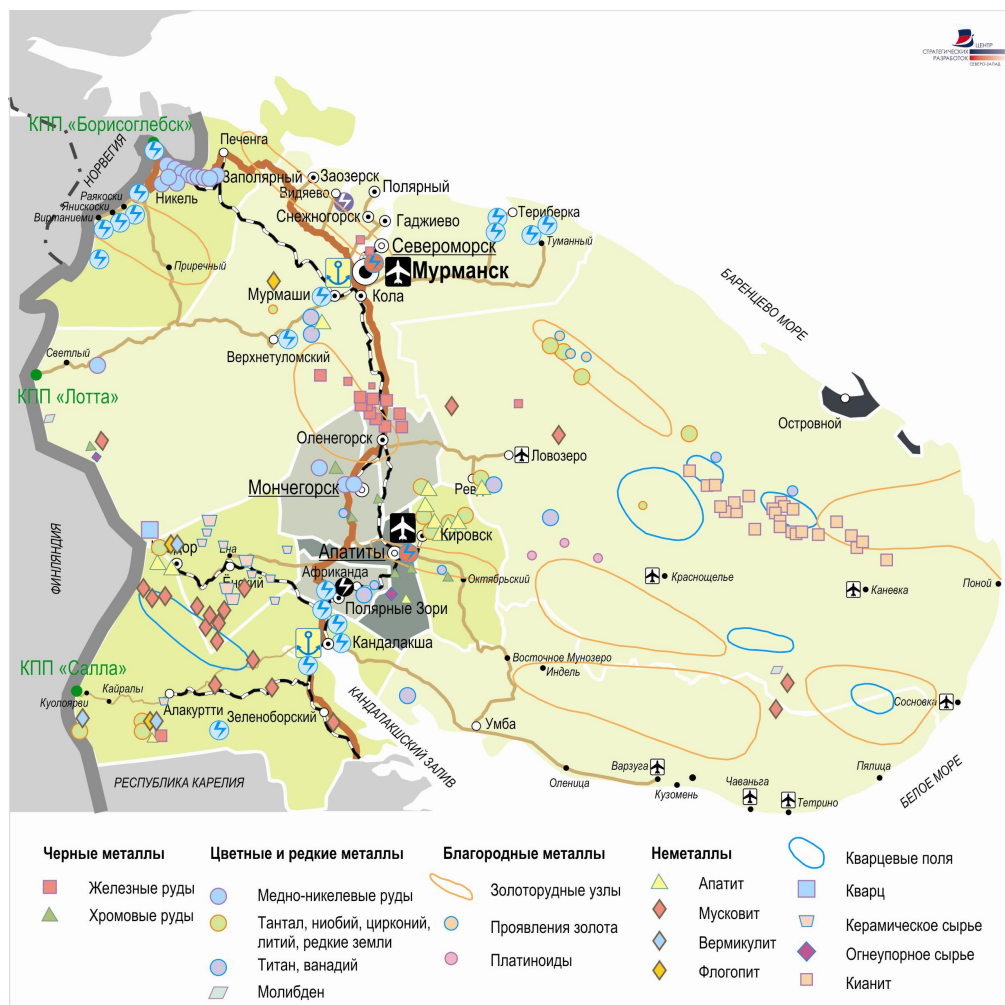 ЦЕНТР
СТРАТЕГИЧЕСКИХ
РАЗРАБОТОК
СЕВЕРО-ЗАПАД
КПП «Борисоглебск»
НОРВЕГИЯ
Печенга
Заполярный
Заозерск
Видяево
Полярный
Никель
Раякоски
Янискоски
Виртаниеми
Снежногорск
Гаджиево
Териберка
Туманный
Североморск
Приречный
Мурманск
БАРЕНЦЕВО МОРЕ
Мурмаши
Кола
Верхнетуломский
Светлый
КПП «Лотта»
Островной
Оленегорск
Ловозеро
Мончегорск
Рев
Кировск
ФИНЛЯНДИЯ
Ена
дор
Ёнский
Апатиты
Африканда
Октябрьский
Краснощелье
Каневка
Поной
Полярные Зори
Кандалакша
КПП «Салла»
Восточное Мунозеро
Индель
Кайралы
Куолоярви
Алакуртти
Зеленоборский
КАНДАЛАКШСКИЙ ЗАЛИВ
Умба
Сосновка
Варзуга
Оленица
Кузомень
Чаваньга
Тетрино
Пялица
БЕЛОЕ МОРЕ
РЕСПУБЛИКА КАРЕЛИЯ
Черные металлы
Железные руды
Хромовые руды
Цветные и редкие металлы
Медно-никелевые руды
Тантал, ниобий, цирконий,
литий, редкие земли
Титан, ванадий
Молибден
Благородные металлы
Золоторудные узлы
Проявления золота
Платиноиды
Неметаллы
Апатит
Мусковит
Вермикулит
Флогопит
Кварцевые поля
Кварц
Керамическое сырье
Огнеупорное сырье
Кианит